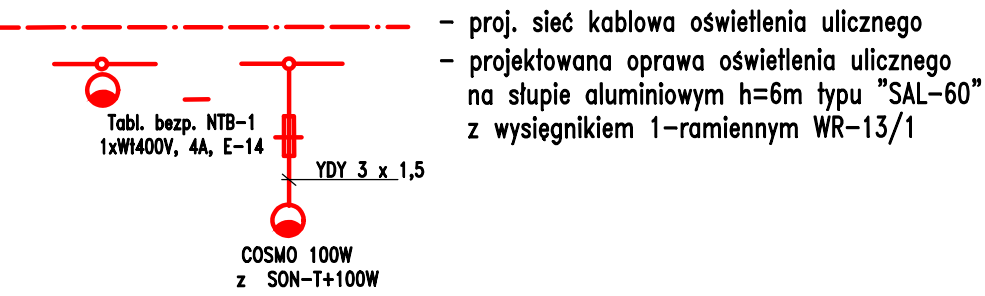 – proj. sieć kablowa oświetlenia ulicznego
– projektowana oprawa oświetlenia ulicznego
na słupie aluminiowym h=6m typu "SAL–60"
z wysięgnikiem 1–ramiennym WR–13/1
Tabl. bezp. NTB–1
1xWt400V, 4A, E–14
YDY 3 x 1,5
COSMO 100W
z SON–T+100W